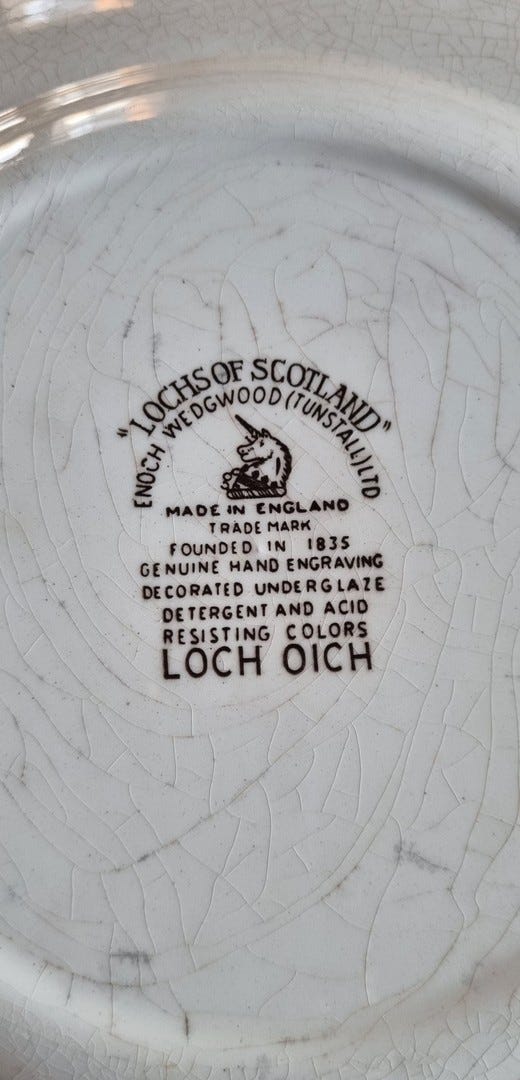 "LOCHS OF SCOTLAND"
ENOCH WEDGWOOD (TUNSTALL) LTD
MADE IN ENGLAND
TRADE MARK
FOUNDED IN 1835
GENUINE HAND ENGRAVING
DECORATED UNDERGLAZE
DETERGENT AND ACID
RESISTING COLORS
LOCH OICH